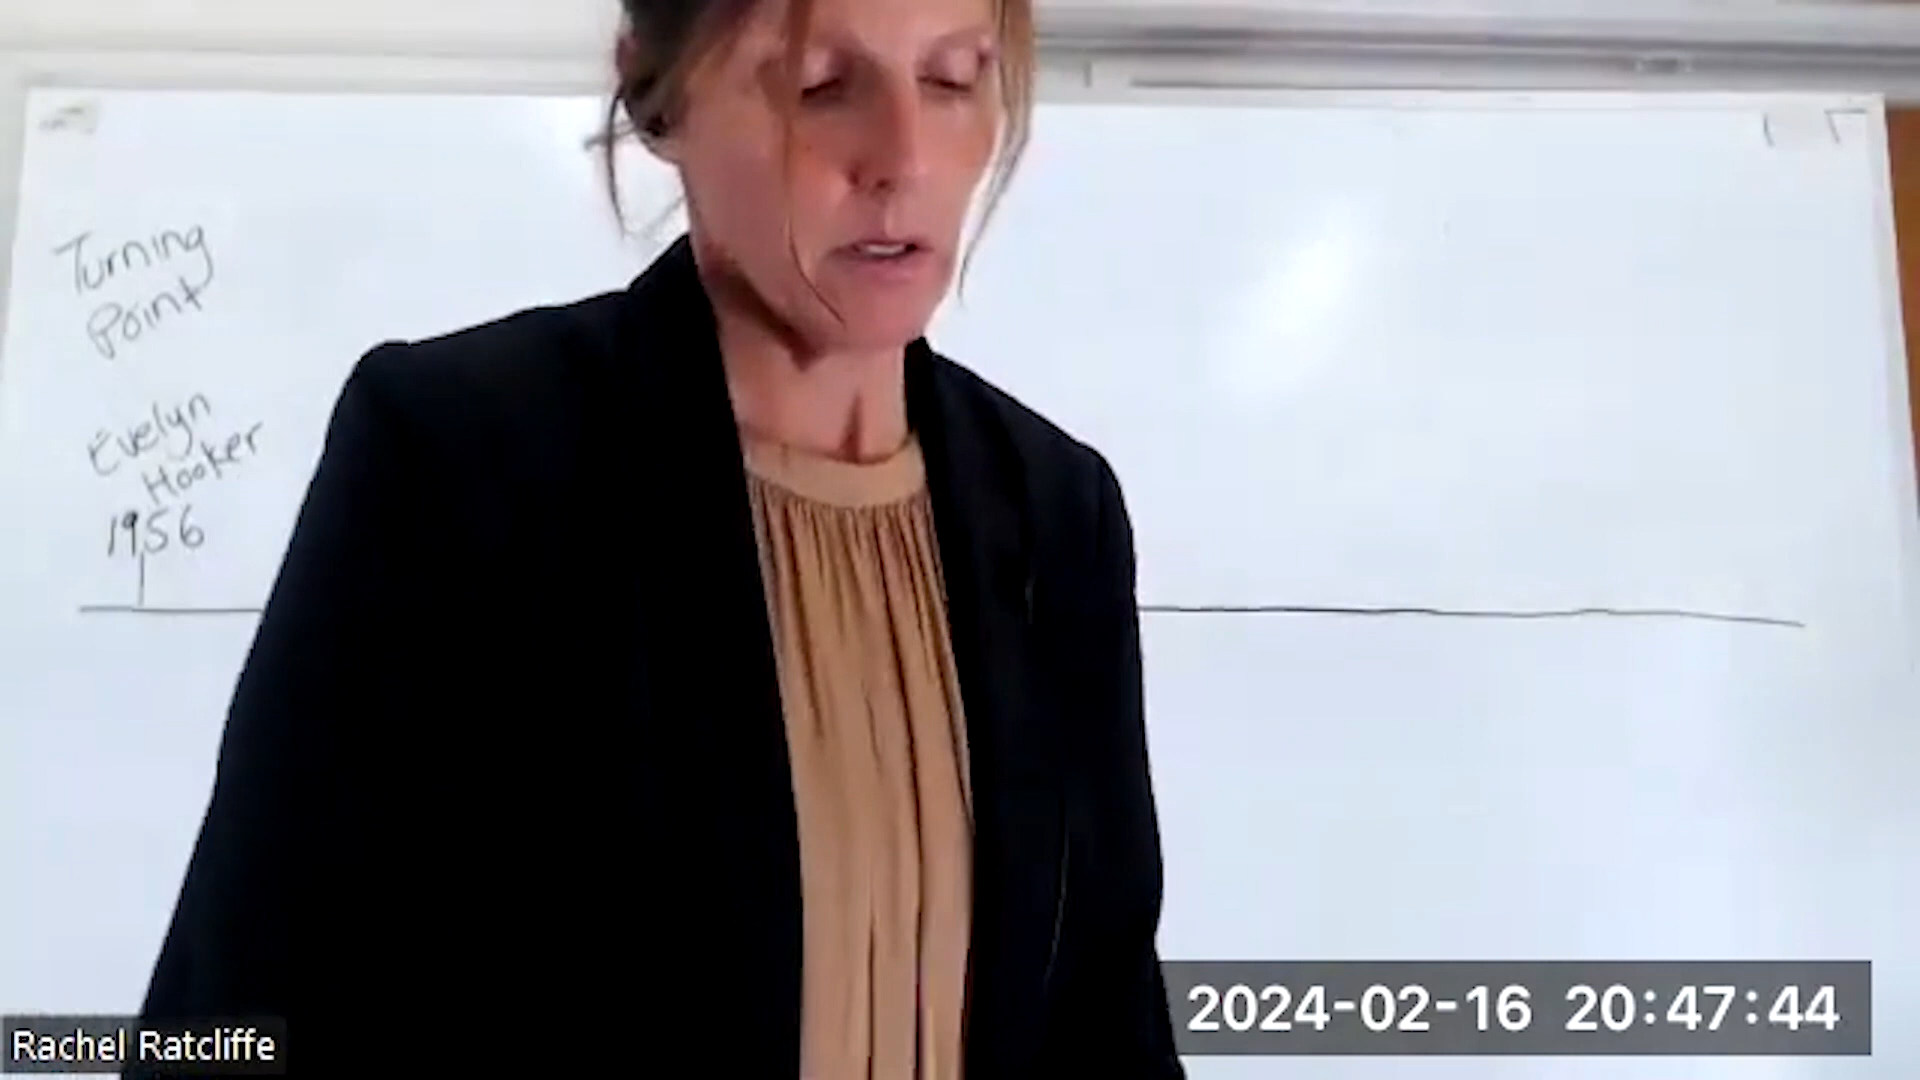 Turning
Point
Evelyn
Hooker
1956
2024-02-16 20:47:44
Rachel Ratcliffe